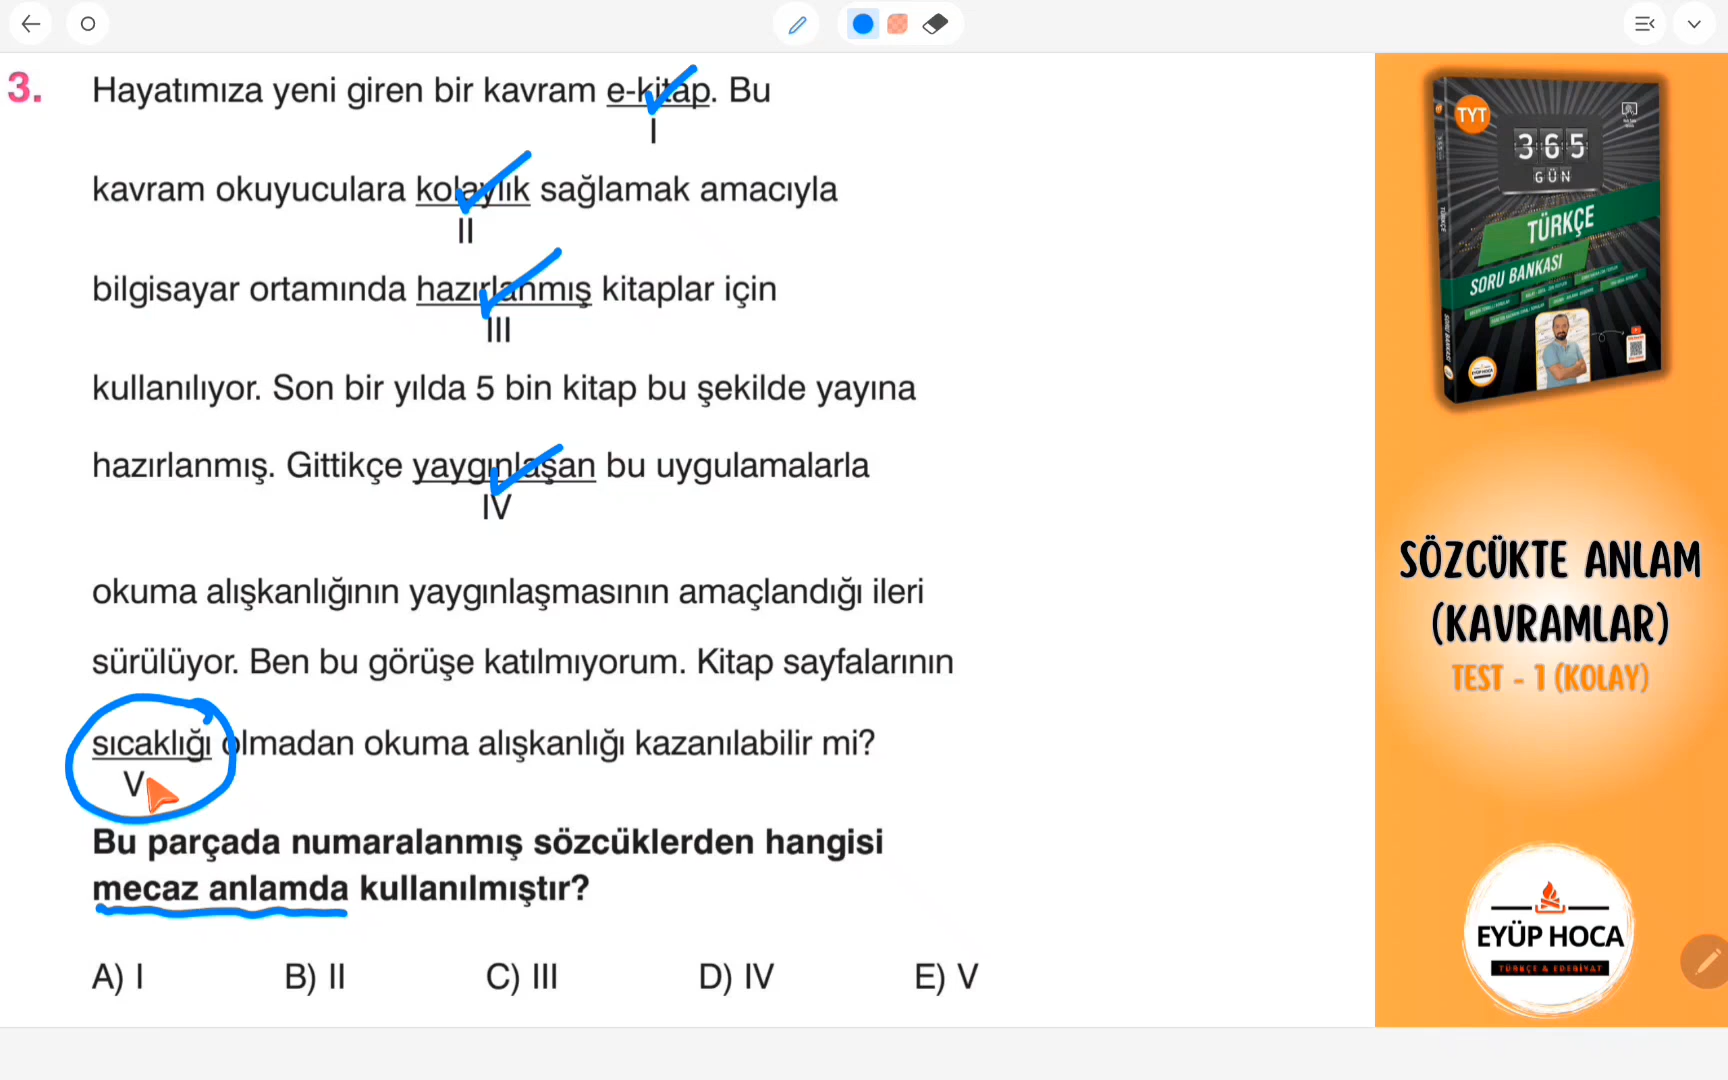 3. Hayatımıza yeni giren bir kavram e-kitap. Bu
I
kavram okuyuculara kolaylık sağlamak amacıyla
II
bilgisayar ortamında hazırlanmış kitaplar için
III
kullanılıyor. Son bir yılda 5 bin kitap bu şekilde yayına
hazırlanmış. Gittikçe yaygınlaşan bu uygulamalarla
IV
okuma alışkanlığının yaygınlaşmasının amaçlandığı ileri
sürülüyor. Ben bu görüşe katılmıyorum. Kitap sayfalarının
sıcaklığı olmadan okuma alışkanlığı kazanılabilir mi?
V
Bu parçada numaralanmış sözcüklerden hangisi
mecaz anlamda kullanılmıştır?
A) I B) II C) III D) IV E) V
TYT
365
GÜN
TÜRKÇE
SORU BANKASI
SÖZCÜKTE ANLAM
(KAVRAMLAR)
TEST - 1 (KOLAY)
EYÜP HOCA
TÜRKÇE & EDEBİYAT